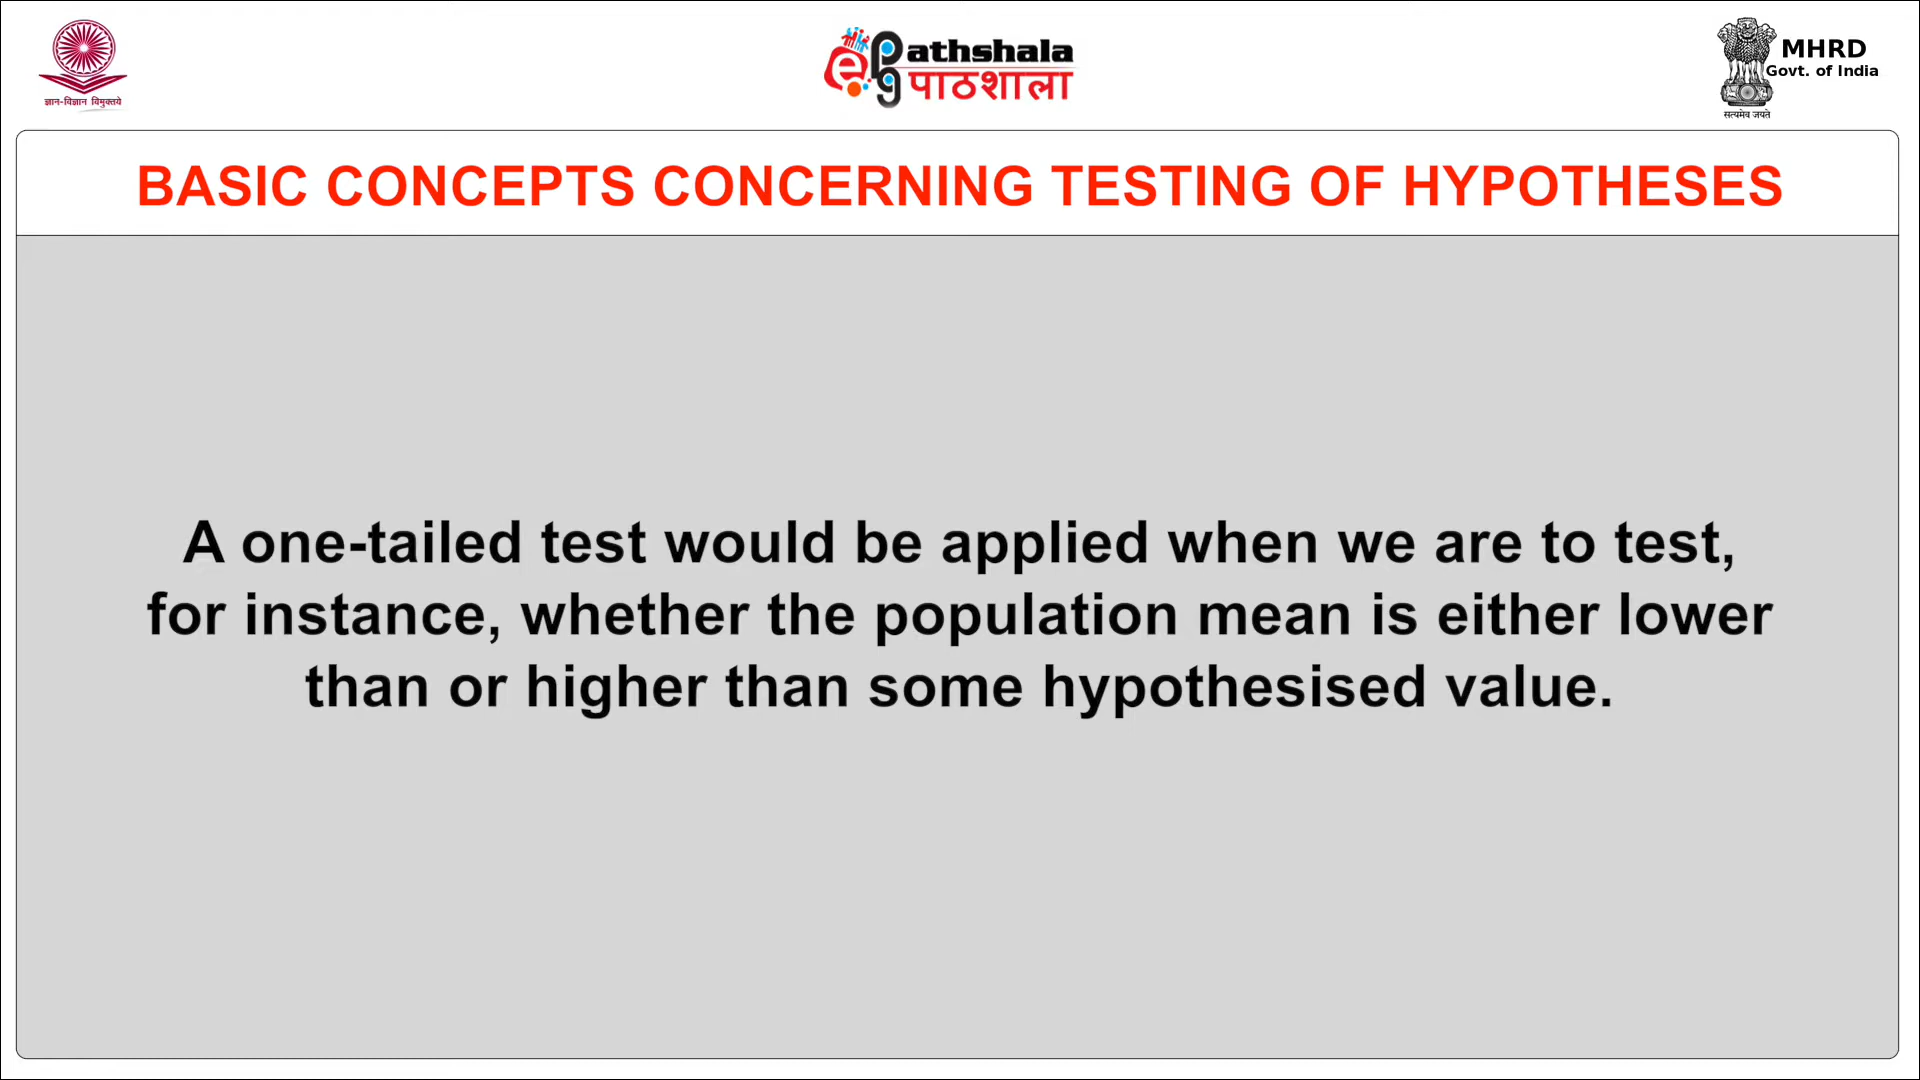 ज्ञान-विज्ञान विमुक्तये
ePathshala
पाठशाला
MHRD
Govt. of India
सत्यमेव जयते
BASIC CONCEPTS CONCERNING TESTING OF HYPOTHESES
A one-tailed test would be applied when we are to test,
for instance, whether the population mean is either lower
than or higher than some hypothesised value.